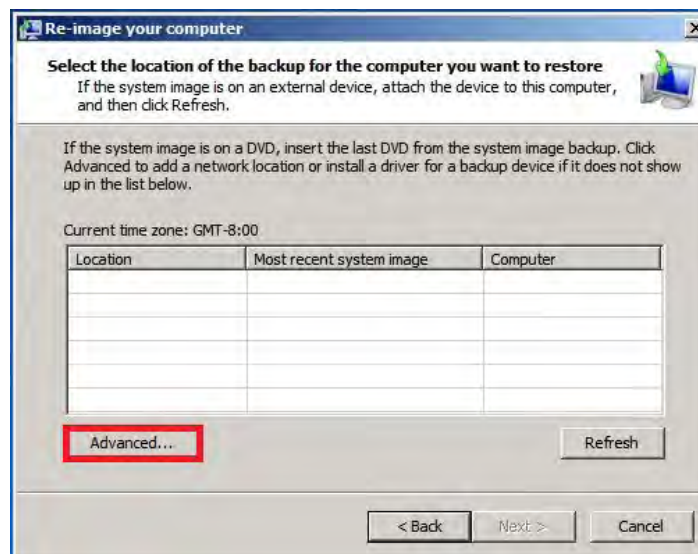 Re-image your computer
Select the location of the backup for the computer you want to restore
If the system image is on an external device, attach the device to this computer,
and then click Refresh.
If the system image is on a DVD, insert the last DVD from the system image backup. Click
Advanced to add a network location or install a driver for a backup device if it does not show
up in the list below.
Current time zone: GMT-8:00
Location Most recent system image Computer
Advanced... Refresh
< Back Next > Cancel